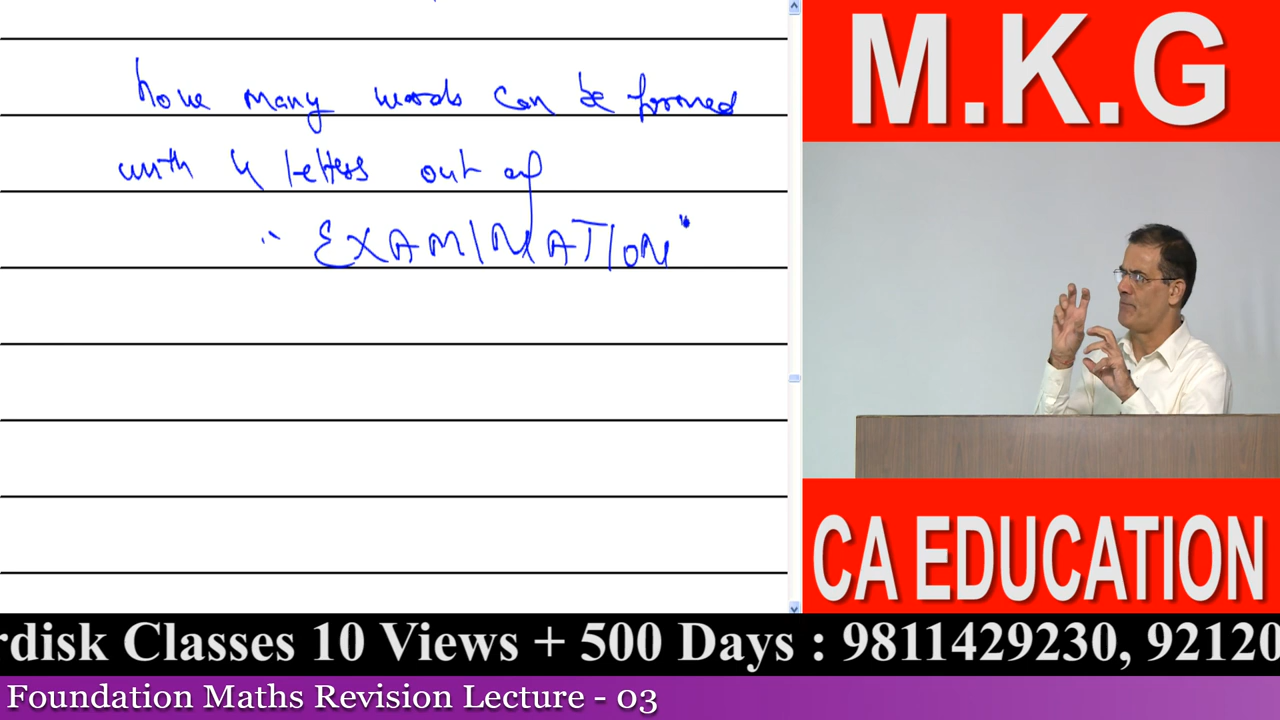 how many words can be formed
with 4 letters out of
"EXAMINATION"
M.K.G
CA EDUCATION
rdisk Classes 10 Views + 500 Days : 9811429230, 92120
Foundation Maths Revision Lecture - 03